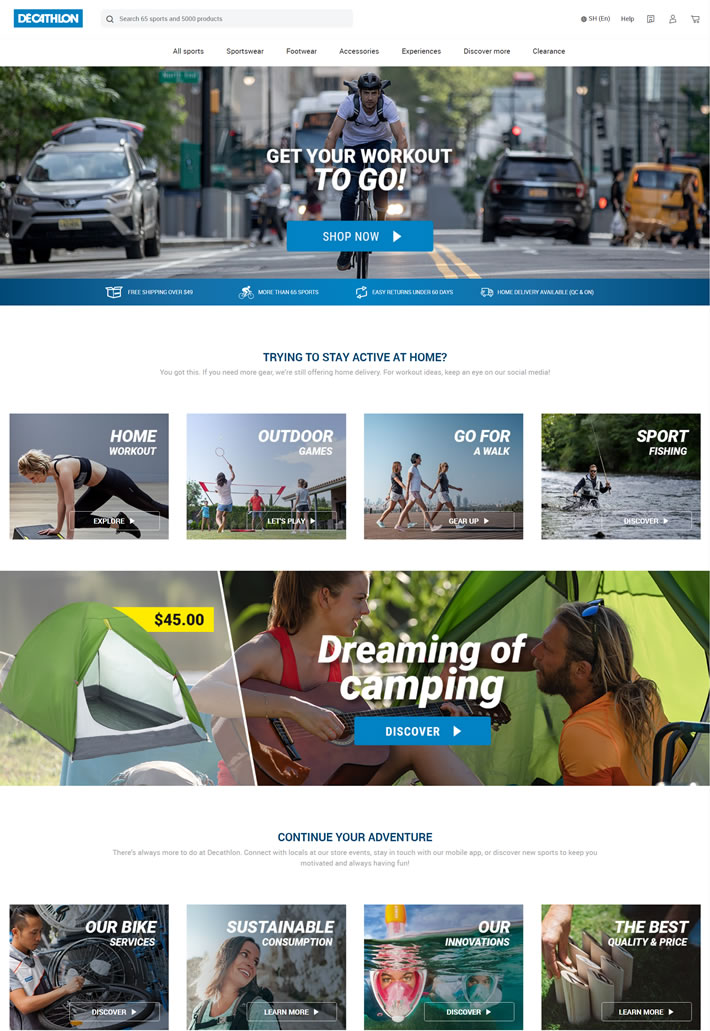 DECATHLON
Search 65 sports and 5000 products
SH (En)
Help
All sports
Sportswear
Footwear
Accessories
Experiences
Discover more
Clearance
GET YOUR WORKOUT
TO GO!
SHOP NOW
FREE SHIPPING OVER $49
MORE THAN 65 SPORTS
EASY RETURNS UNDER 60 DAYS
HOME DELIVERY AVAILABLE (QC & ON)
TRYING TO STAY ACTIVE AT HOME?
You got this. If you need more gear, we're still offering home delivery. For workout ideas, keep an eye on our social media!
HOME
WORKOUT
EXPLORE
OUTDOOR
GAMES
LET'S PLAY
GO FOR
A WALK
GEAR UP
SPORT
FISHING
DISCOVER
$45.00
Dreaming of
camping
DISCOVER
CONTINUE YOUR ADVENTURE
There's always more to do at Decathlon. Connect with locals at our store events, stay in touch with our mobile app, or discover new sports to keep you
motivated and always having fun!
OUR BIKE
SERVICES
DISCOVER
SUSTAINABLE
CONSUMPTION
LEARN MORE
OUR
INNOVATIONS
DISCOVER
THE BEST
QUALITY & PRICE
LEARN MORE